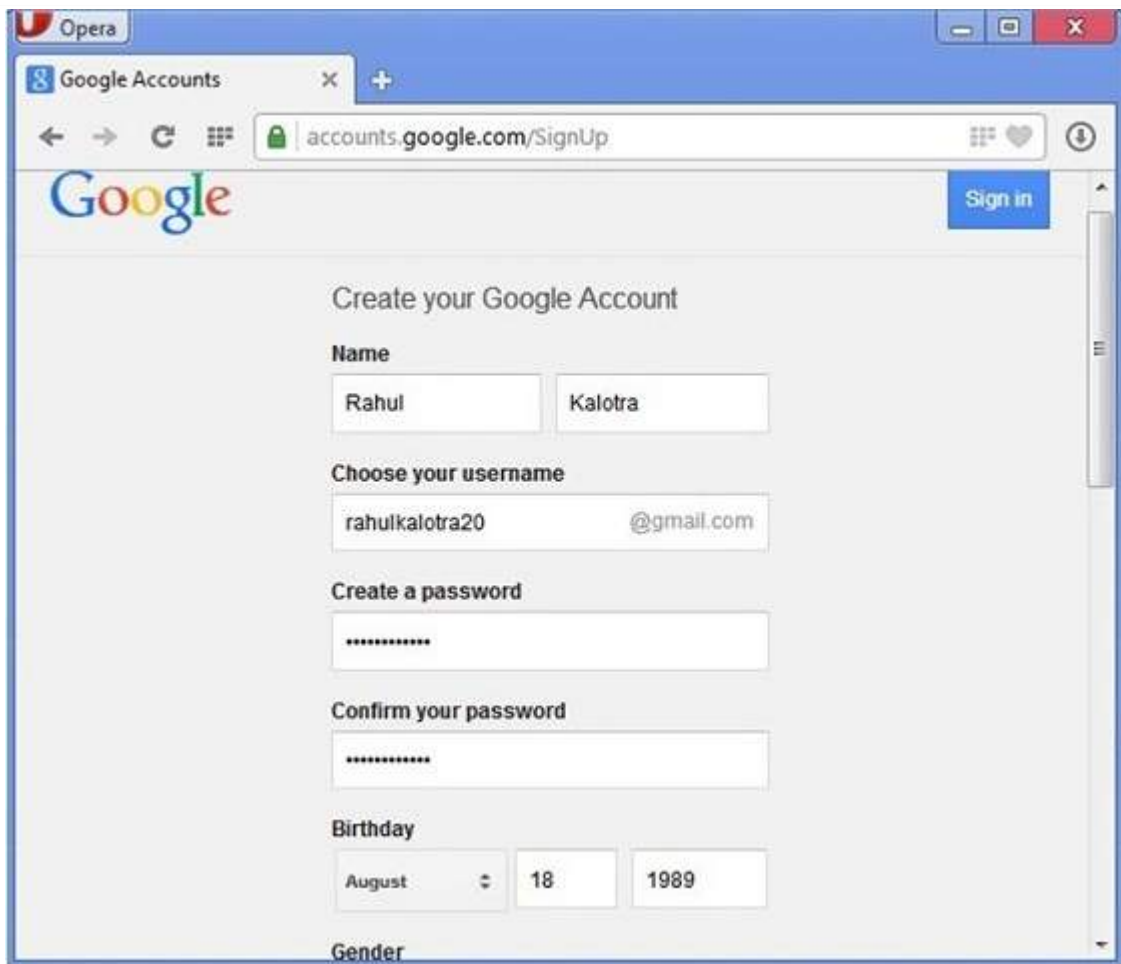 Opera
Google Accounts
accounts.google.com/SignUp
Google
Sign in
Create your Google Account
Name
Rahul Kalotra
Choose your username
rahulkalotra20 @gmail.com
Create a password
••••••••••••
Confirm your password
••••••••••••
Birthday
August 18 1989
Gender